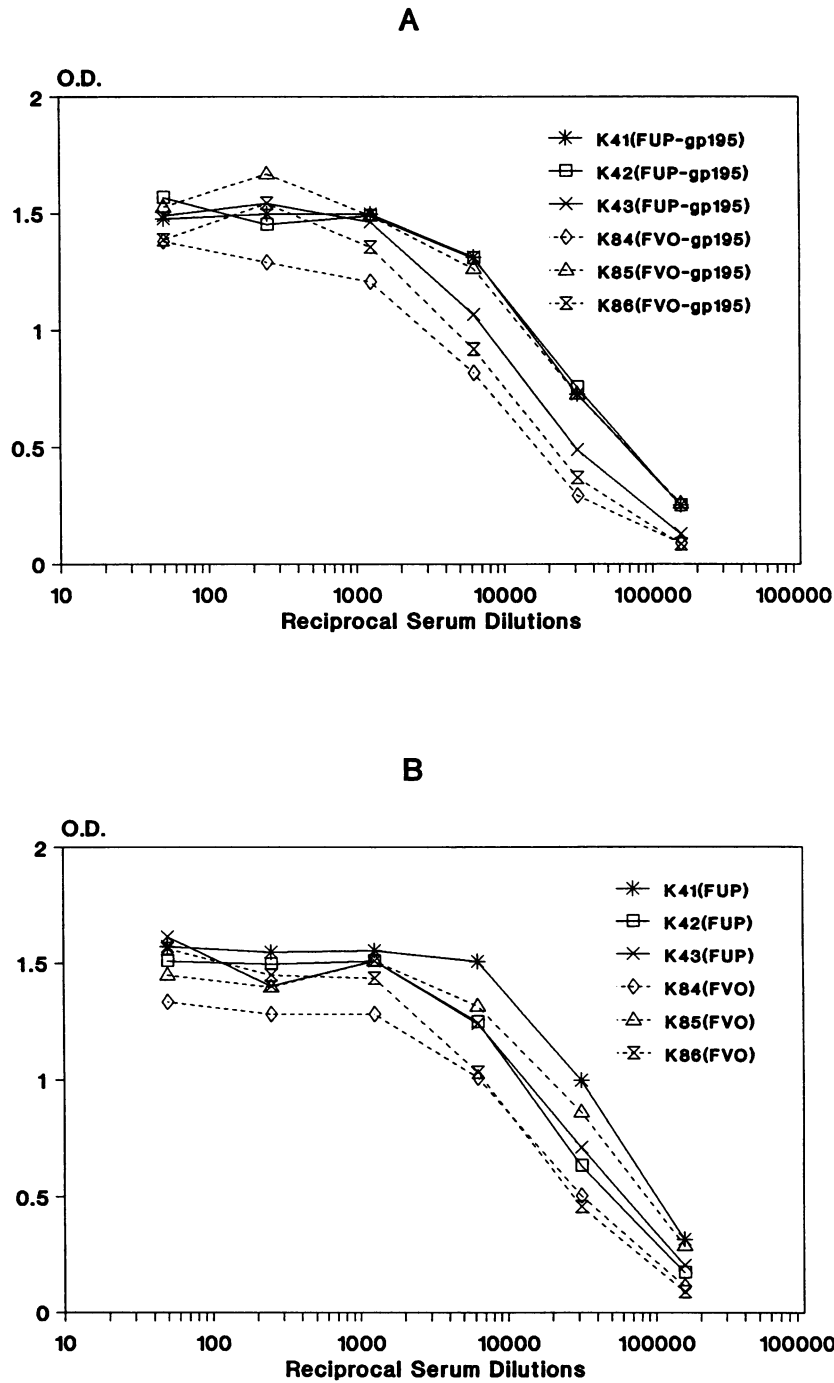 A
O.D.
2
1.5
1
0.5
0
K41(FUP-gp195)
K42(FUP-gp195)
K43(FUP-gp195)
K84(FVO-gp195)
K85(FVO-gp195)
K86(FVO-gp195)
10 100 1000 10000 100000 100000
Reciprocal Serum Dilutions
B
O.D.
2
1.5
1
0.5
0
K41(FUP)
K42(FUP)
K43(FUP)
K84(FVO)
K85(FVO)
K86(FVO)
10 100 1000 10000 100000 100000
Reciprocal Serum Dilutions